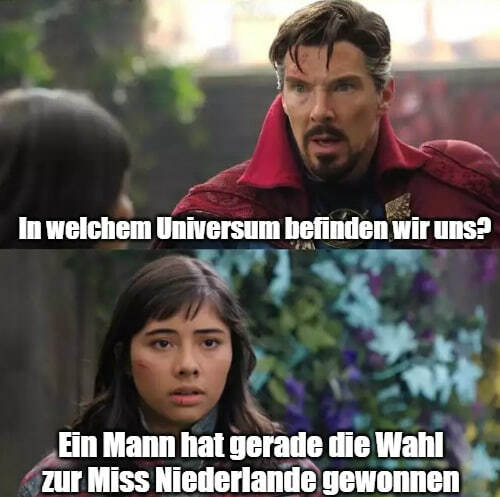 In welchem Universum befinden wir uns?
Ein Mann hat gerade die Wahl
zur Miss Niederlande gewonnen